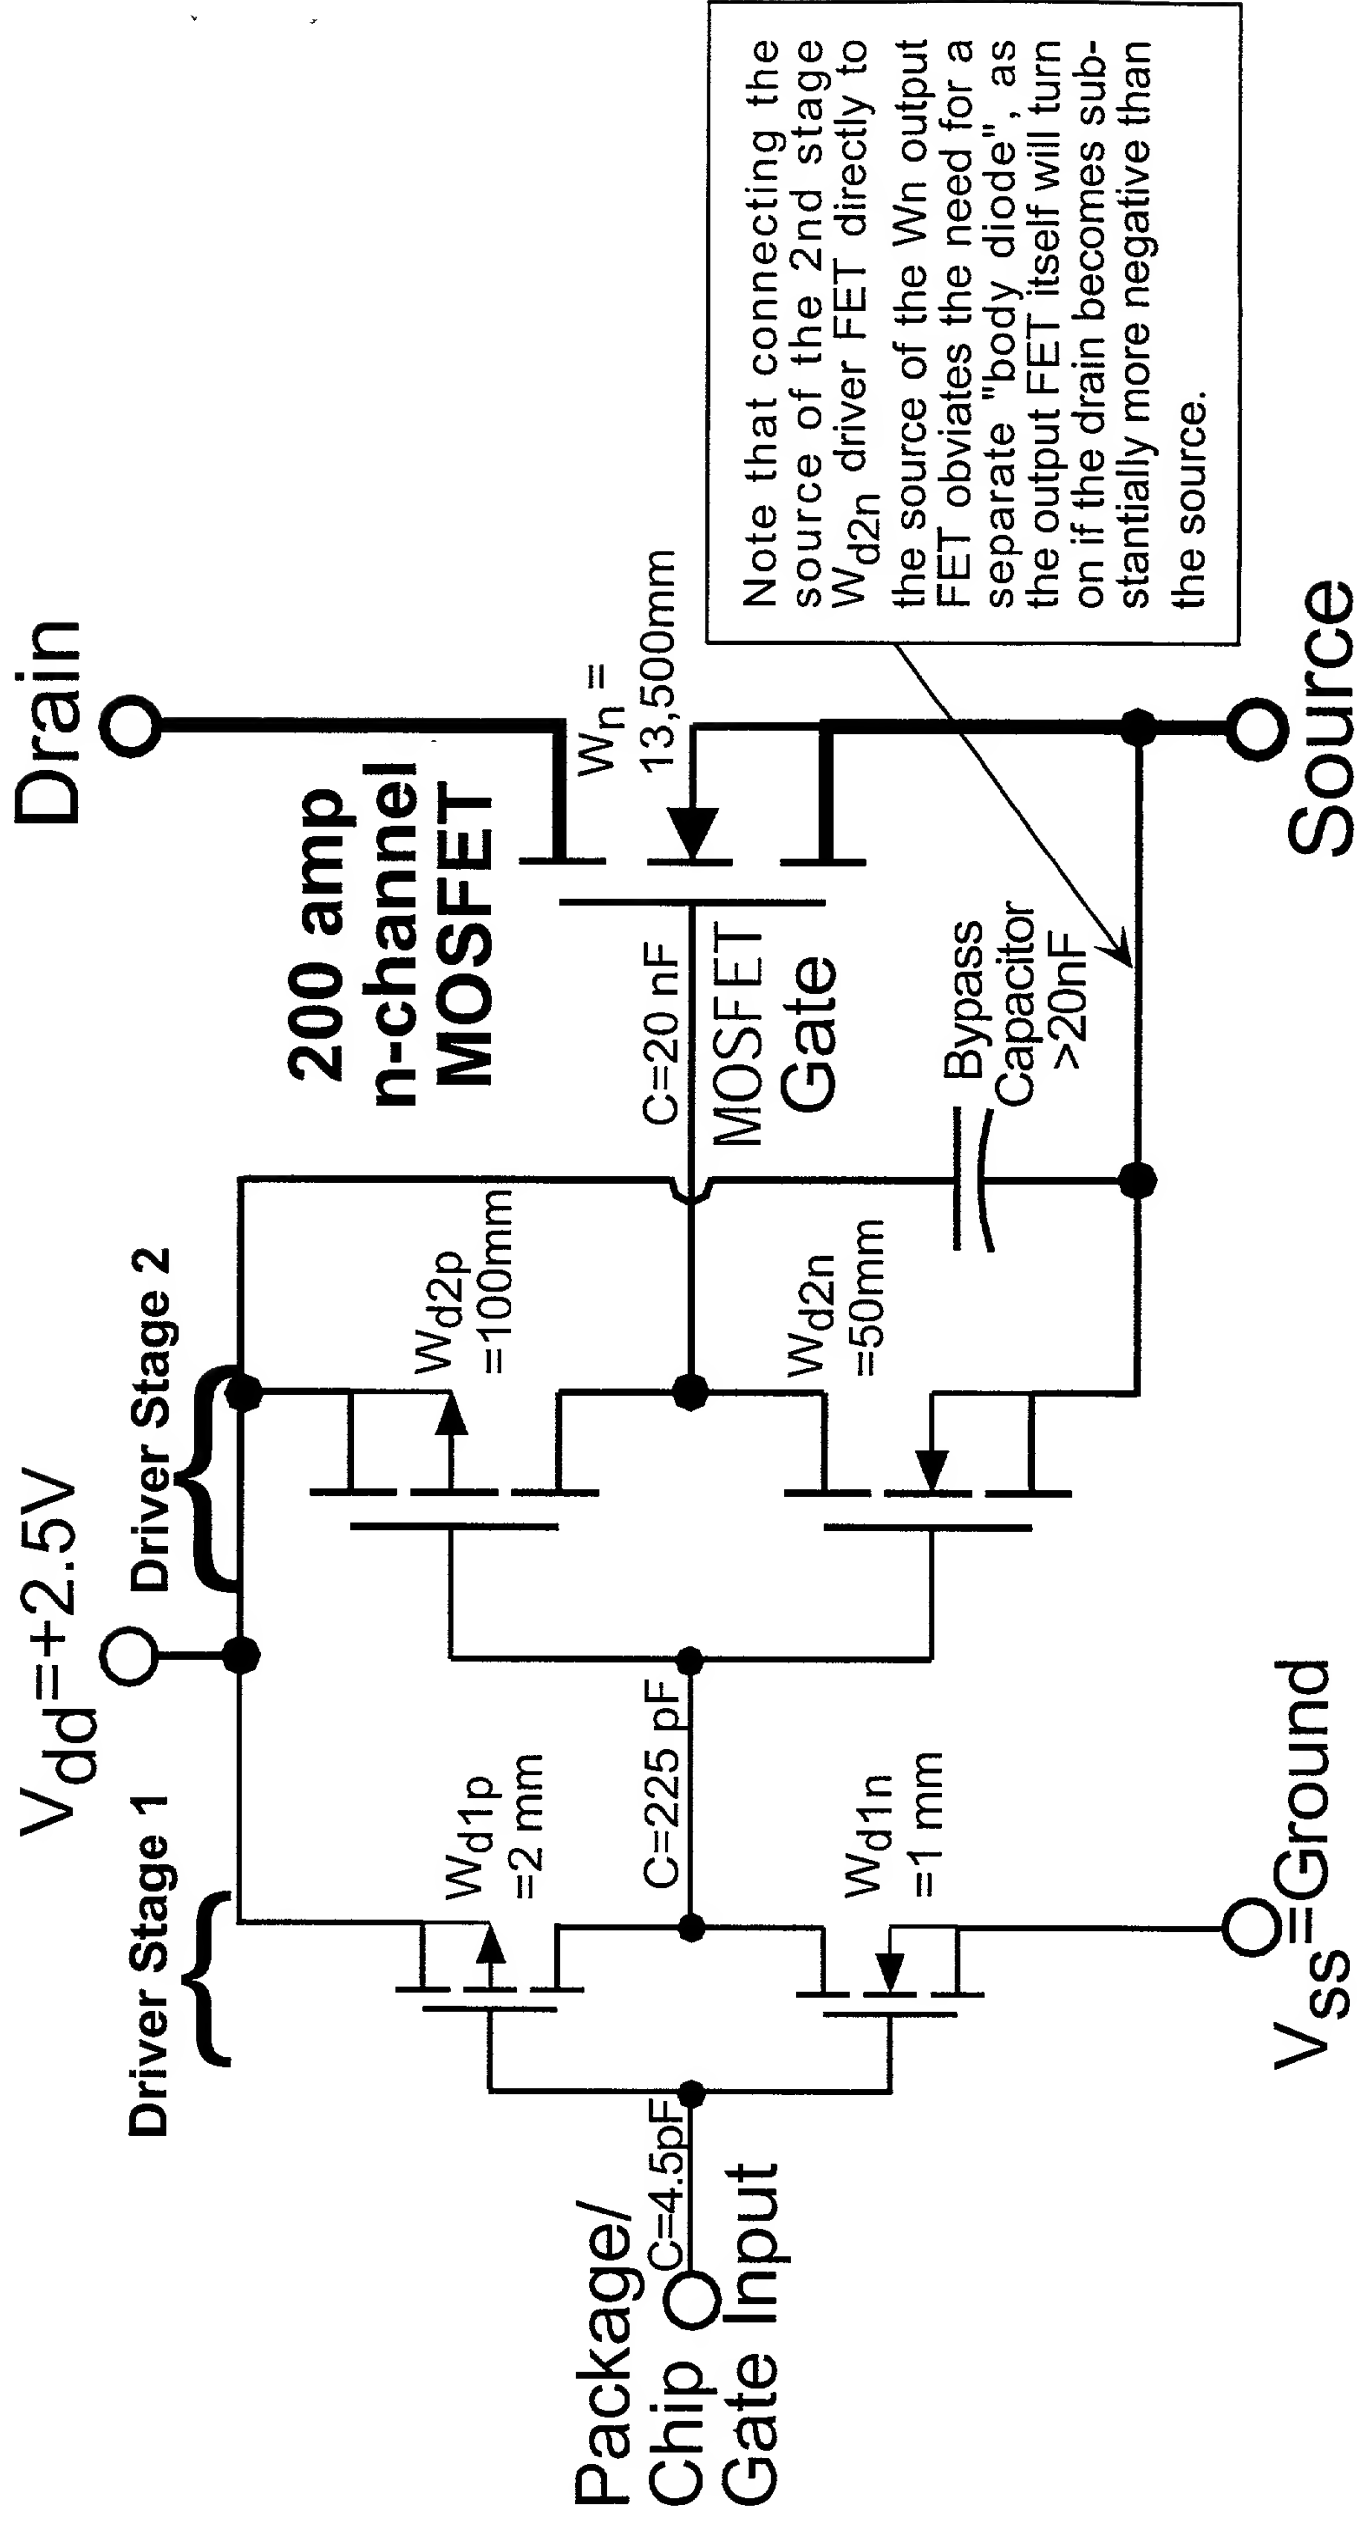 Vdd=+2.5V
Drain
Driver Stage 1
Driver Stage 2
200 amp
n-channel
MOSFET
Wd1p
=2 mm
Wd2p
=100mm
Wn =
13,500mm
Package/
Chip
Gate Input
C=4.5pF
C=225 pF
C=20 nF
MOSFET
Gate
Wd1n
=1 mm
Wd2n
=50mm
Bypass
Capacitor
>20nF
Note that connecting the
source of the 2nd stage
Wd2n driver FET directly to
the source of the Wn output
FET obviates the need for a
separate "body diode", as
the output FET itself will turn
on if the drain becomes sub-
stantially more negative than
the source.
Vss=Ground
Source